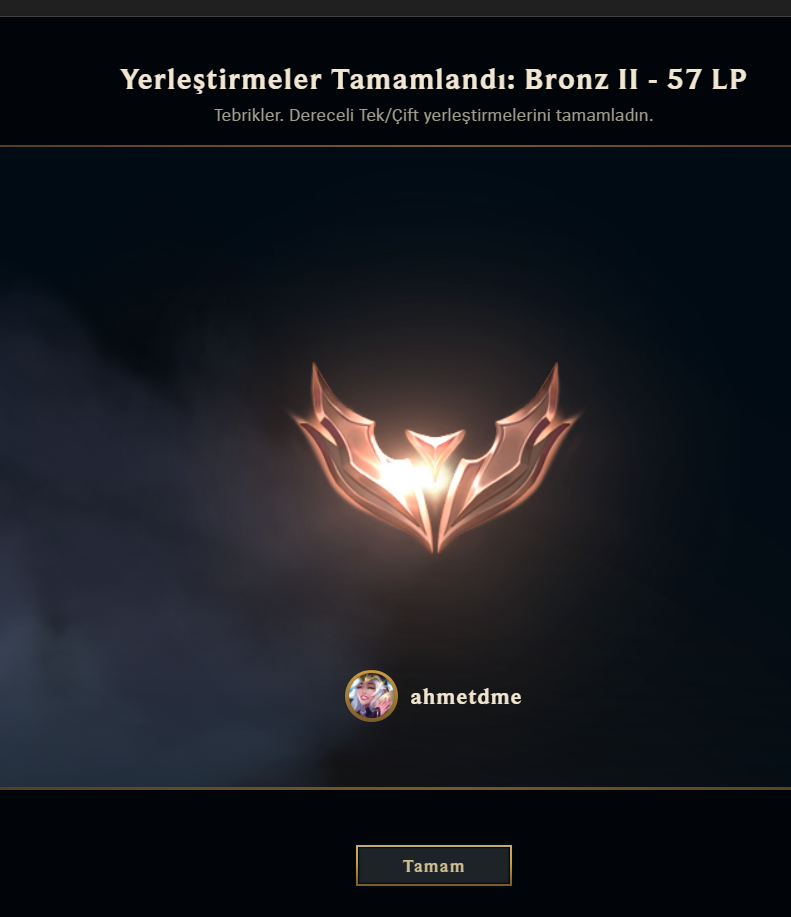 Yerleştirmeler Tamamlandı: Bronz II - 57 LP
Tebrikler. Dereceli Tek/Çift yerleştirmelerini tamamladın.
ahmetdme
Tamam